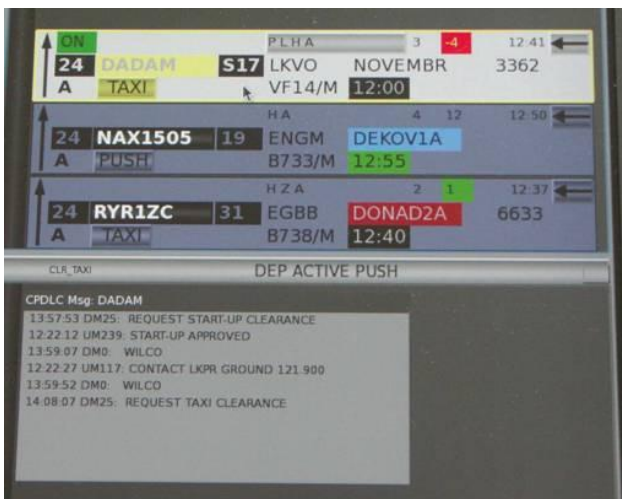 ON PLHA 3 -4 12:41
24 DADAM S17 LKVO NOVEMBR 3362
A TAXI VF14/M 12:00
HA 4 12 12:50
24 NAX1505 19 ENGM DEKOV1A
A PUSH B733/M 12:55
HZA 2 1 12:37
24 RYR1ZC 31 EGBB DONAD2A 6633
A TAXI B738/M 12:40
CLR_TAXI DEP ACTIVE PUSH
CPDLC Msg: DADAM
13:57:53 DM25: REQUEST START-UP CLEARANCE
12:22:12 UM239: START-UP APPROVED
13:59:07 DM0: WILCO
12:22:27 UM117: CONTACT LKPR GROUND 121.900
13:59:52 DM0: WILCO
14:08:07 DM25: REQUEST TAXI CLEARANCE